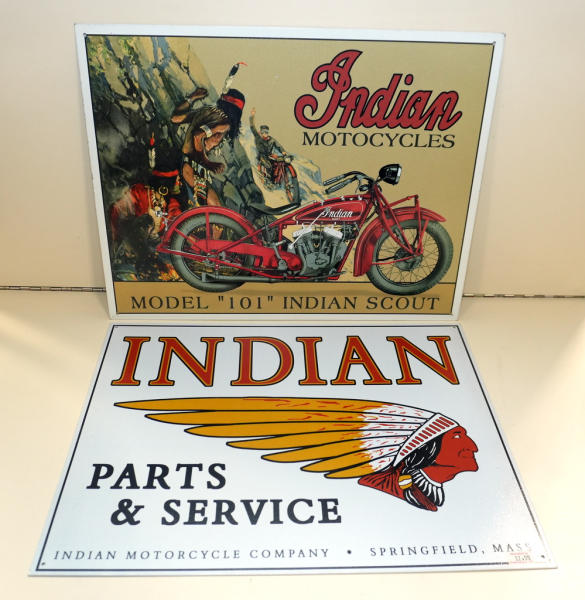 Indian
MOTOCYCLES
Indian
MODEL "101" INDIAN SCOUT
INDIAN
PARTS
& SERVICE
INDIAN MOTORCYCLE COMPANY • SPRINGFIELD, MASS